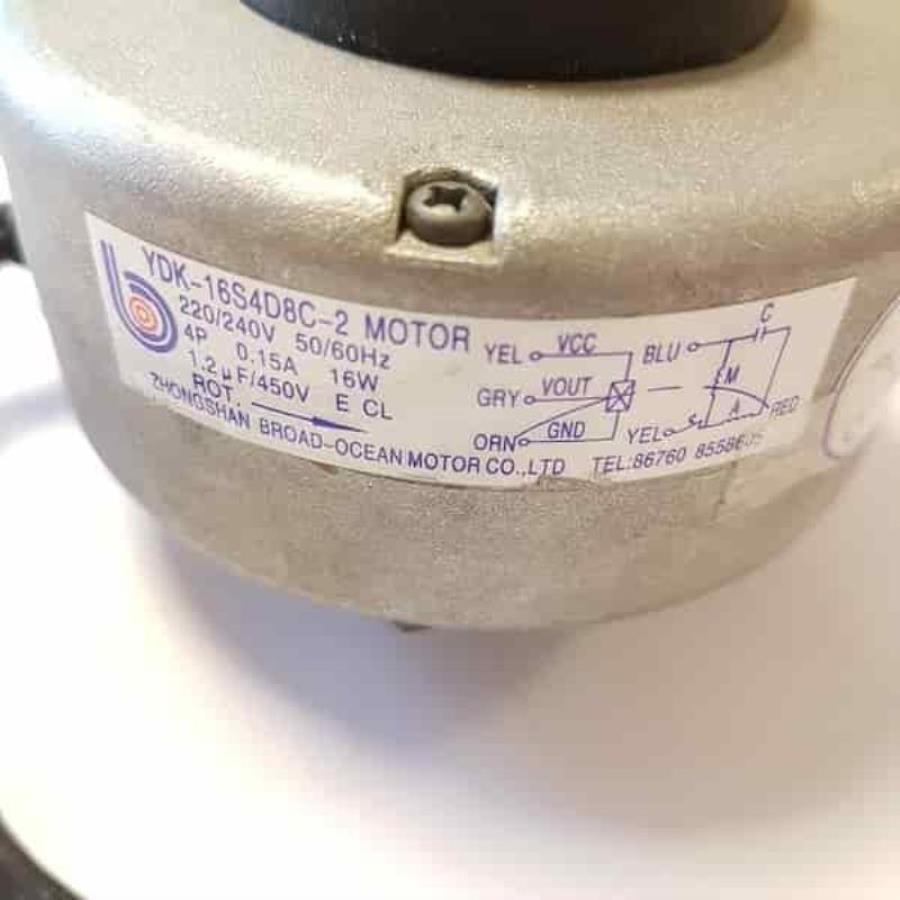 YDK-16S4D8C-2 MOTOR
220/240V 50/60Hz
4P 0.15A 16W
1.2μF/450V E CL
ROT.
ZHONGSHAN BROAD-OCEAN MOTOR CO.,LTD TEL:86760
YEL VCC
GRY VOUT
ORN GND
BLU C
M
A RED
YEL S